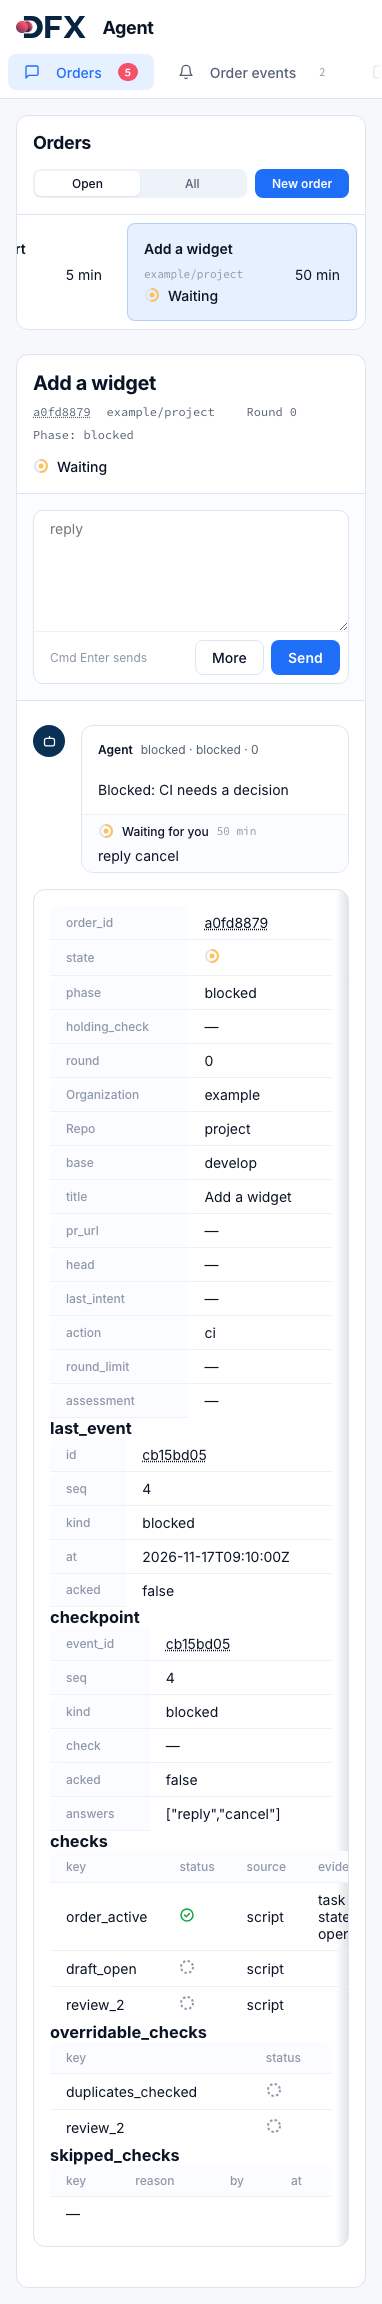 DFX Agent
Orders 5 Order events 2
Orders
Open All New order
rt
5 min
Add a widget
example/project 50 min
Waiting
Add a widget
a0fd8879 example/project Round 0
Phase: blocked
Waiting
reply
Cmd Enter sends More Send
Agent blocked · blocked · 0
Blocked: CI needs a decision
Waiting for you 50 min
reply cancel
order_id a0fd8879
state
phase blocked
holding_check —
round 0
Organization example
Repo project
base develop
title Add a widget
pr_url —
head —
last_intent —
action ci
round_limit —
assessment —
last_event
id cb15bd05
seq 4
kind blocked
at 2026-11-17T09:10:00Z
acked false
checkpoint
event_id cb15bd05
seq 4
kind blocked
check —
acked false
answers ["reply","cancel"]
checks
key status source evide
order_active script task
state
oper
draft_open script
review_2 script
overridable_checks
key status
duplicates_checked
review_2
skipped_checks
key reason by at
—